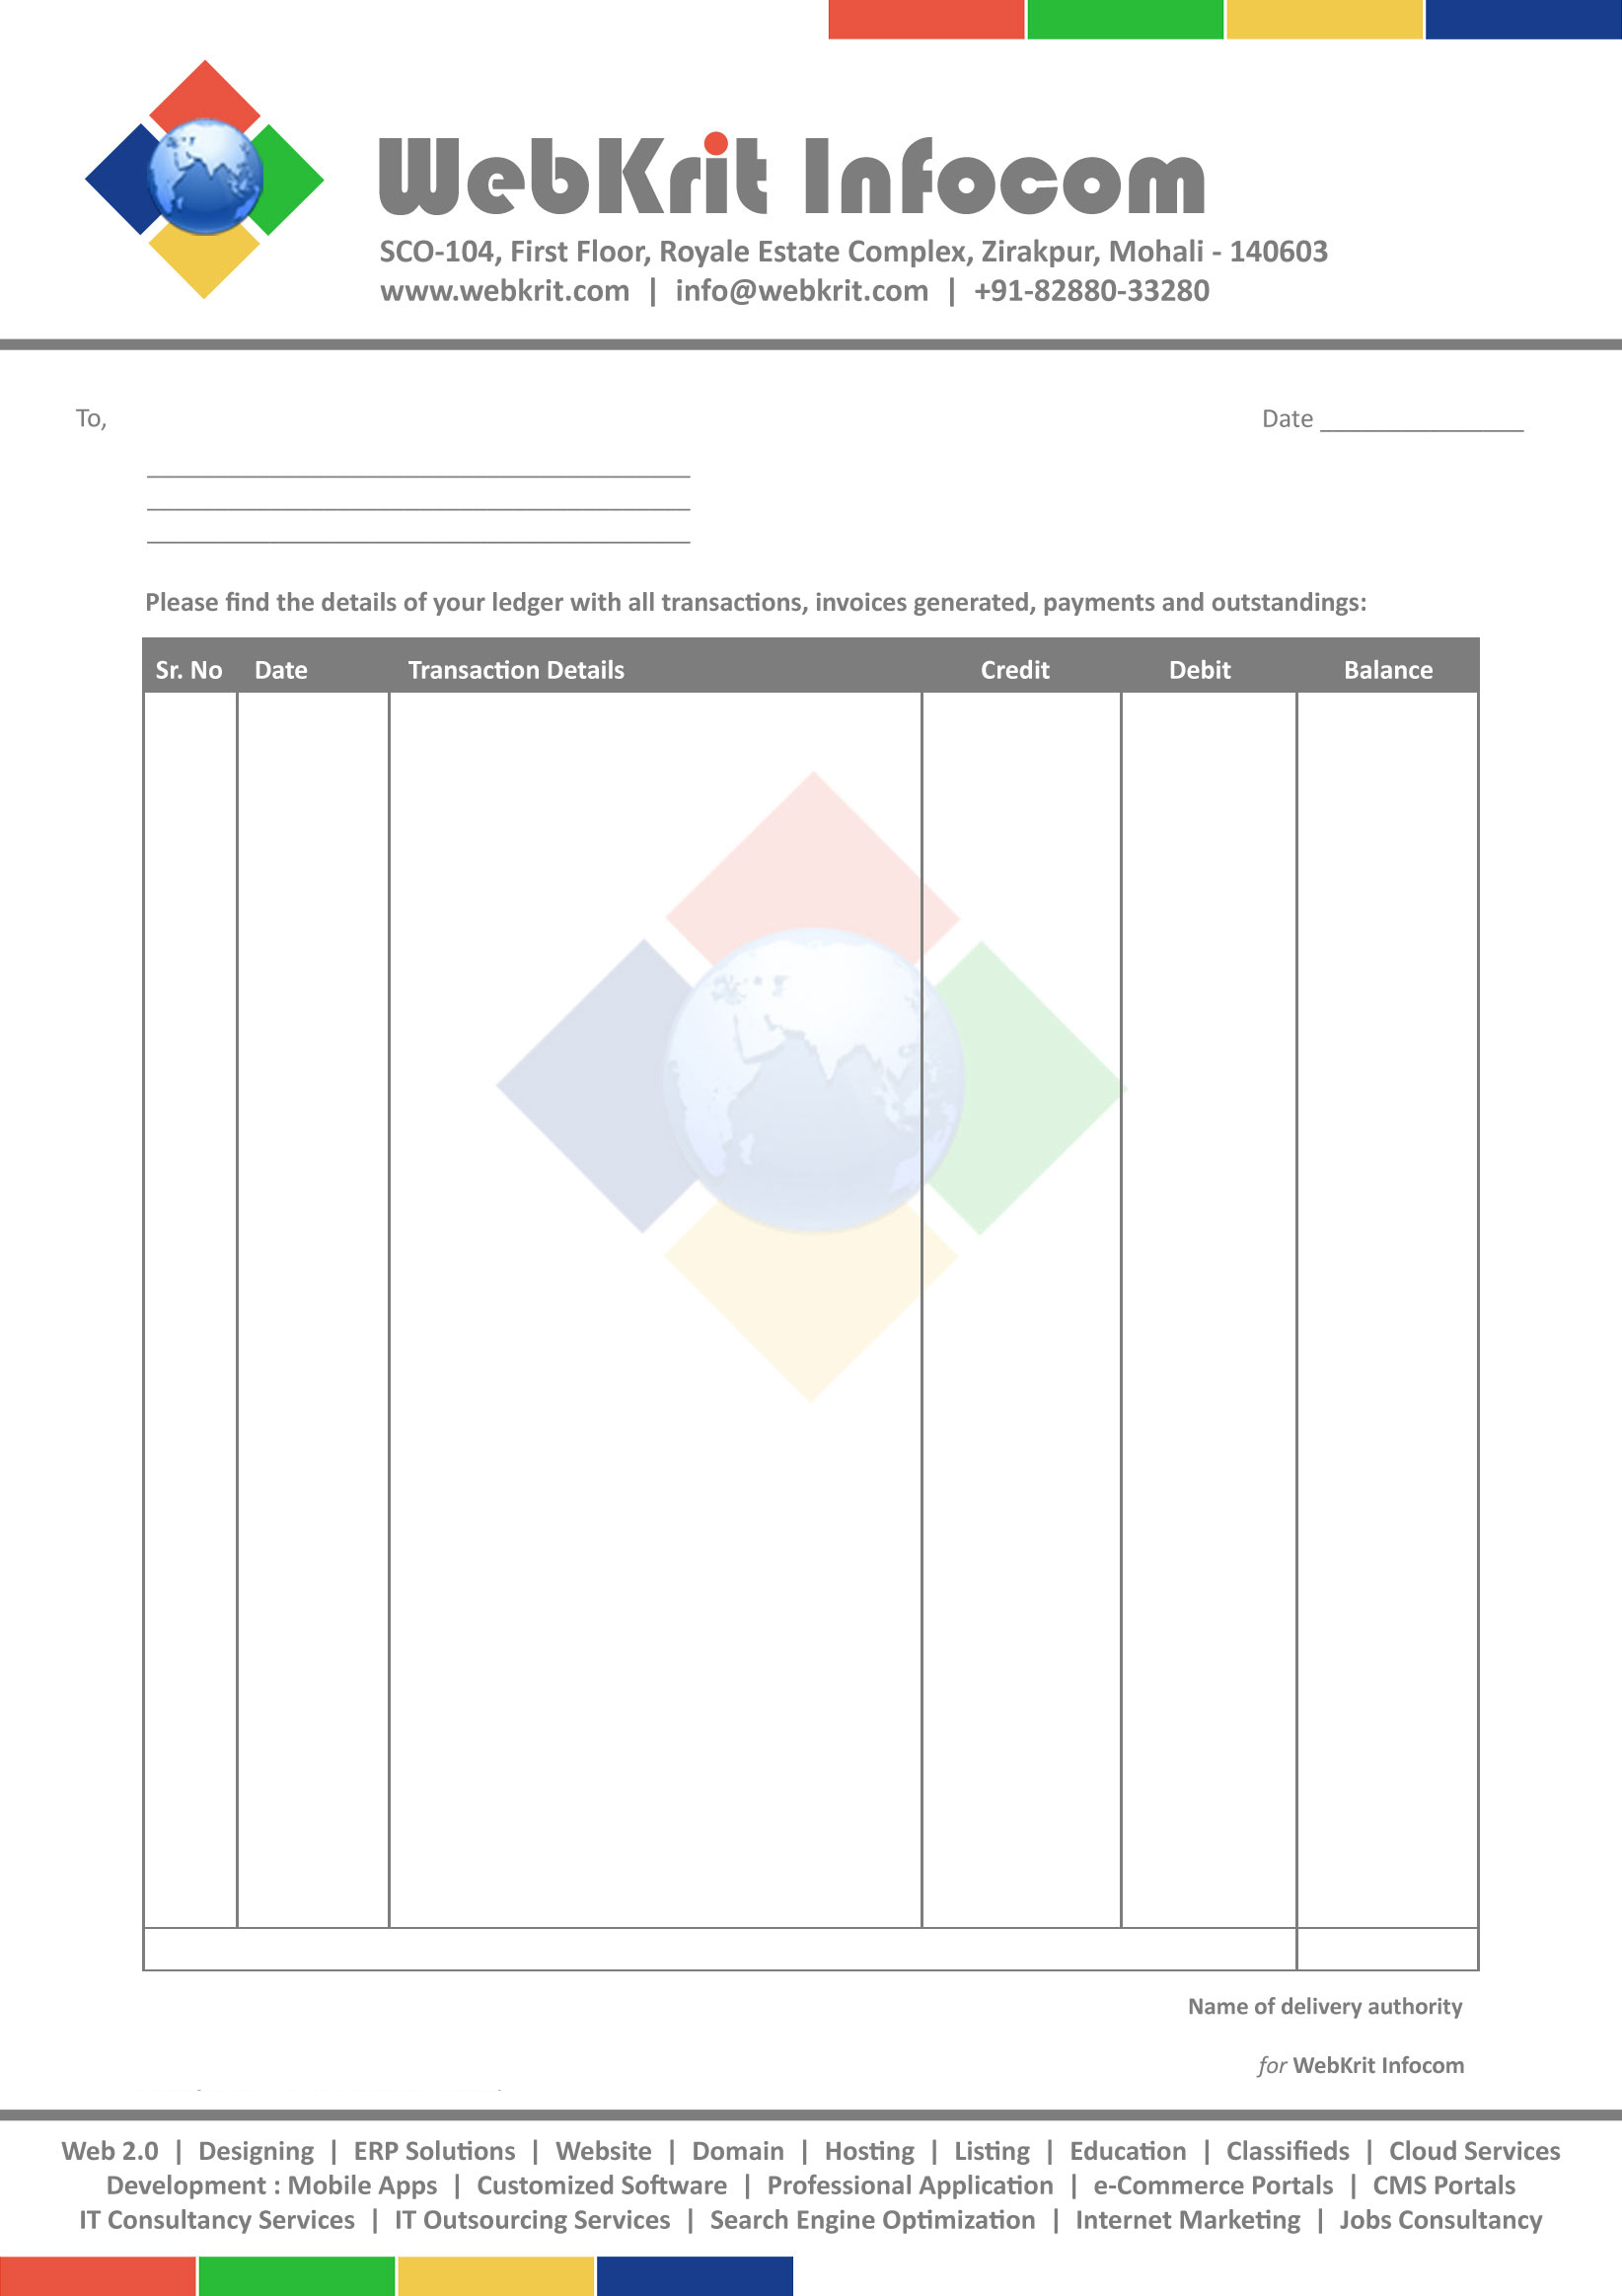 WebKrit Infocom
SCO-104, First Floor, Royale Estate Complex, Zirakpur, Mohali - 140603
www.webkrit.com | info@webkrit.com | +91-82880-33280
To, Date _______________
Please find the details of your ledger with all transactions, invoices generated, payments and outstandings:
Sr. No Date Transaction Details Credit Debit Balance
Name of delivery authority
for WebKrit Infocom
Web 2.0 | Designing | ERP Solutions | Website | Domain | Hosting | Listing | Education | Classifieds | Cloud Services
Development : Mobile Apps | Customized Software | Professional Application | e-Commerce Portals | CMS Portals
IT Consultancy Services | IT Outsourcing Services | Search Engine Optimization | Internet Marketing | Jobs Consultancy